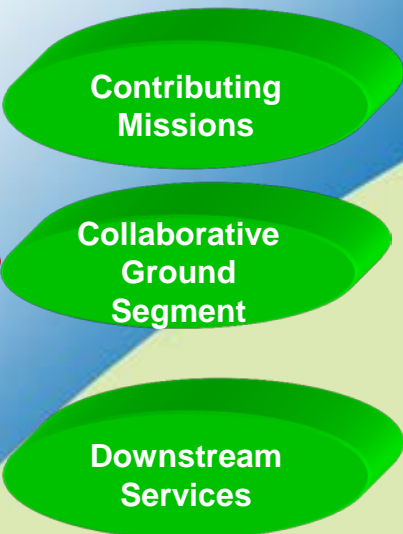 Contributing
Missions
Collaborative
Ground
Segment
Downstream
Services